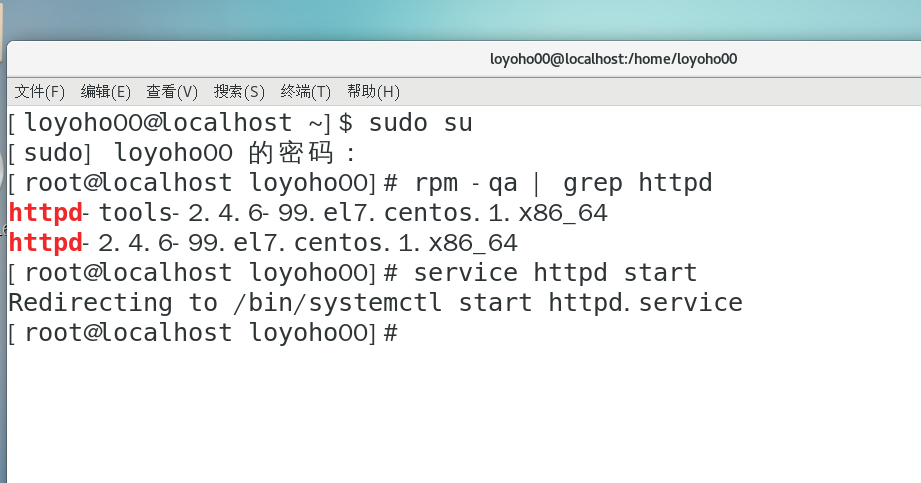 loyoho00@localhost:/home/loyoho00
文件(F) 编辑(E) 查看(V) 搜索(S) 终端(T) 帮助(H)
[loyoho00@localhost ~]$ sudo su
[sudo] loyoho00 的密码：
[root@localhost loyoho00]# rpm -qa | grep httpd
httpd-tools-2.4.6-99.el7.centos.1.x86_64
httpd-2.4.6-99.el7.centos.1.x86_64
[root@localhost loyoho00]# service httpd start
Redirecting to /bin/systemctl start httpd.service
[root@localhost loyoho00]#